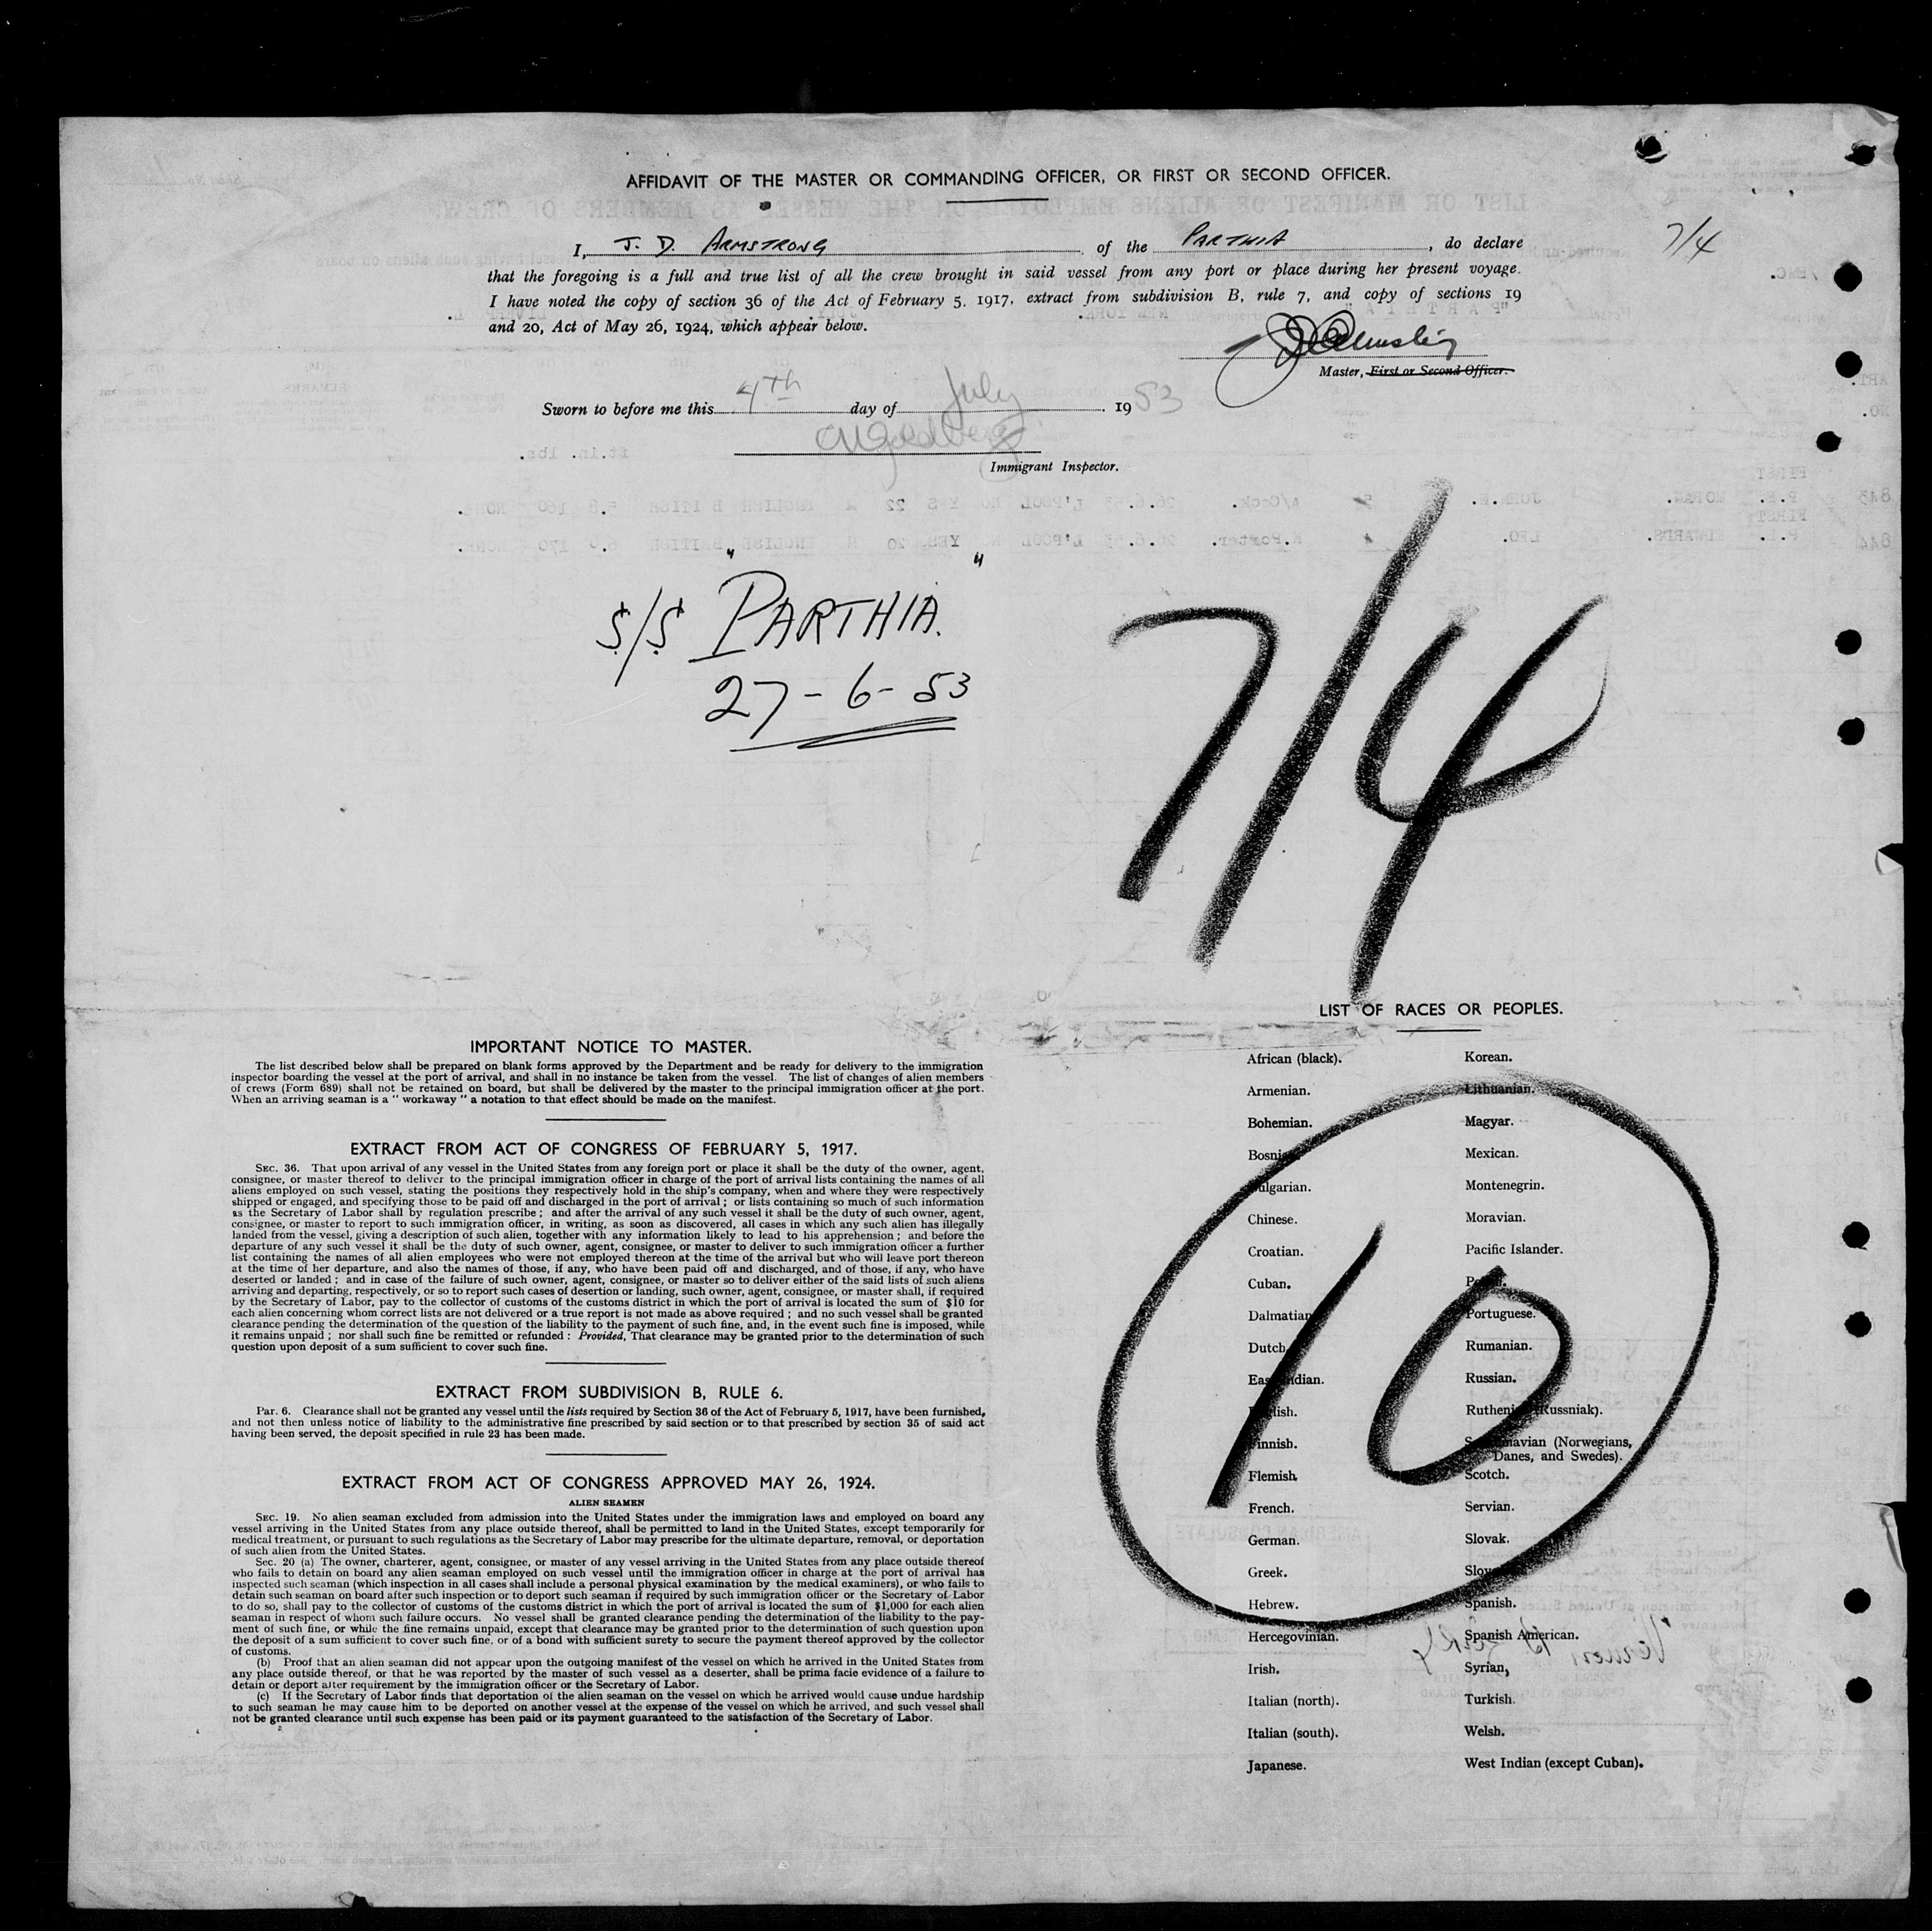 AFFIDAVIT OF THE MASTER OR COMMANDING OFFICER, OR FIRST OR SECOND OFFICER.
I, J. D. ARMSTRONG of the PARTHIA, do declare
7/4
that the foregoing is a full and true list of all the crew brought in said vessel from any port or place during her present voyage.
I have noted the copy of section 36 of the Act of February 5, 1917, extract from subdivision B, rule 7, and copy of sections 19
and 20, Act of May 26, 1924, which appear below.
Master, First or Second Officer.
Sworn to before me this 4th day of July 1953
Immigrant Inspector.
S/S "PARTHIA."
27-6-53
7/4
IMPORTANT NOTICE TO MASTER.
The list described below shall be prepared on blank forms approved by the Department and be ready for delivery to the immigration
inspector boarding the vessel at the port of arrival, and shall in no instance be taken from the vessel. The list of changes of alien members
of crews (Form 689) shall not be retained on board, but shall be delivered by the master to the principal immigration officer at the port.
When an arriving seaman is a " workaway " a notation to that effect should be made on the manifest.
EXTRACT FROM ACT OF CONGRESS OF FEBRUARY 5, 1917.
SEC. 36. That upon arrival of any vessel in the United States from any foreign port or place it shall be the duty of the owner, agent,
consignee, or master thereof to deliver to the principal immigration officer in charge of the port of arrival lists containing the names of all
aliens employed on such vessel, stating the positions they respectively hold in the ship's company, when and where they were respectively
shipped or engaged, and specifying those to be paid off and discharged in the port of arrival ; or lists containing so much of such information
as the Secretary of Labor shall by regulation prescribe ; and after the arrival of any such vessel it shall be the duty of such owner, agent,
consignee, or master to report to such immigration officer, in writing, as soon as discovered, all cases in which any such alien has illegally
landed from the vessel, giving a description of such alien, together with any information likely to lead to his apprehension ; and before the
departure of any such vessel it shall be the duty of such owner, agent, consignee, or master to deliver to such immigration officer a further
list containing the names of all alien employees who were not employed thereon at the time of the arrival but who will leave port thereon
at the time of her departure, and also the names of those, if any, who have been paid off and discharged, and of those, if any, who have
deserted or landed ; and in case of the failure of such owner, agent, consignee, or master so to deliver either of the said lists of such aliens
arriving and departing, respectively, or so to report such cases of desertion or landing, such owner, agent, consignee, or master shall, if required
by the Secretary of Labor, pay to the collector of customs of the customs district in which the port of arrival is located the sum of $10 for
each alien concerning whom correct lists are not delivered or a true report is not made as above required ; and no such vessel shall be granted
clearance pending the determination of the question of the liability to the payment of such fine, and, in the event such fine is imposed, while
it remains unpaid ; nor shall such fine be remitted or refunded : Provided, That clearance may be granted prior to the determination of such
question upon deposit of a sum sufficient to cover such fine.
EXTRACT FROM SUBDIVISION B, RULE 6.
Par. 6. Clearance shall not be granted any vessel until the lists required by Section 36 of the Act of February 5, 1917, have been furnished,
and not then unless notice of liability to the administrative fine prescribed by said section or to that prescribed by section 35 of said act
having been served, the deposit specified in rule 23 has been made.
EXTRACT FROM ACT OF CONGRESS APPROVED MAY 26, 1924.
ALIEN SEAMEN
SEC. 19. No alien seaman excluded from admission into the United States under the immigration laws and employed on board any
vessel arriving in the United States from any place outside thereof, shall be permitted to land in the United States, except temporarily for
medical treatment, or pursuant to such regulations as the Secretary of Labor may prescribe for the ultimate departure, removal, or deportation
of such alien from the United States.
Sec. 20 (a) The owner, charterer, agent, consignee, or master of any vessel arriving in the United States from any place outside thereof
who fails to detain on board any alien seaman employed on such vessel until the immigration officer in charge at the port of arrival has
inspected such seaman (which inspection in all cases shall include a personal physical examination by the medical examiners), or who fails to
detain such seaman on board after such inspection or to deport such seaman if required by such immigration officer or the Secretary of Labor
to do so, shall pay to the collector of customs of the customs district in which the port of arrival is located the sum of $1,000 for each alien
seaman in respect of whom such failure occurs. No vessel shall be granted clearance pending the determination of the liability to the pay-
ment of such fine, or while the fine remains unpaid, except that clearance may be granted prior to the determination of such question upon
the deposit of a sum sufficient to cover such fine, or of a bond with sufficient surety to secure the payment thereof approved by the collector
of customs.
(b) Proof that an alien seaman did not appear upon the outgoing manifest of the vessel on which he arrived in the United States from
any place outside thereof, or that he was reported by the master of such vessel as a deserter, shall be prima facie evidence of a failure to
detain or deport after requirement by the immigration officer or the Secretary of Labor.
(c) If the Secretary of Labor finds that deportation of the alien seaman on the vessel on which he arrived would cause undue hardship
to such seaman he may cause him to be deported on another vessel at the expense of the vessel on which he arrived, and such vessel shall
not be granted clearance until such expense has been paid or its payment guaranteed to the satisfaction of the Secretary of Labor.
LIST OF RACES OR PEOPLES.
African (black).
Armenian.
Bohemian.
Bosnian.
Bulgarian.
Chinese.
Croatian.
Cuban.
Dalmatian.
Dutch.
East Indian.
English.
Finnish.
Flemish.
French.
German.
Greek.
Hebrew.
Hercegovinian.
Irish.
Italian (north).
Italian (south).
Japanese.
Korean.
Lithuanian.
Magyar.
Mexican.
Montenegrin.
Moravian.
Pacific Islander.
Polish.
Portuguese.
Rumanian.
Russian.
Ruthenian (Russniak).
Scandinavian (Norwegians,
Danes, and Swedes).
Scotch.
Servian.
Slovak.
Slovenian.
Spanish.
Spanish American.
Syrian,
Turkish.
Welsh.
West Indian (except Cuban).
10